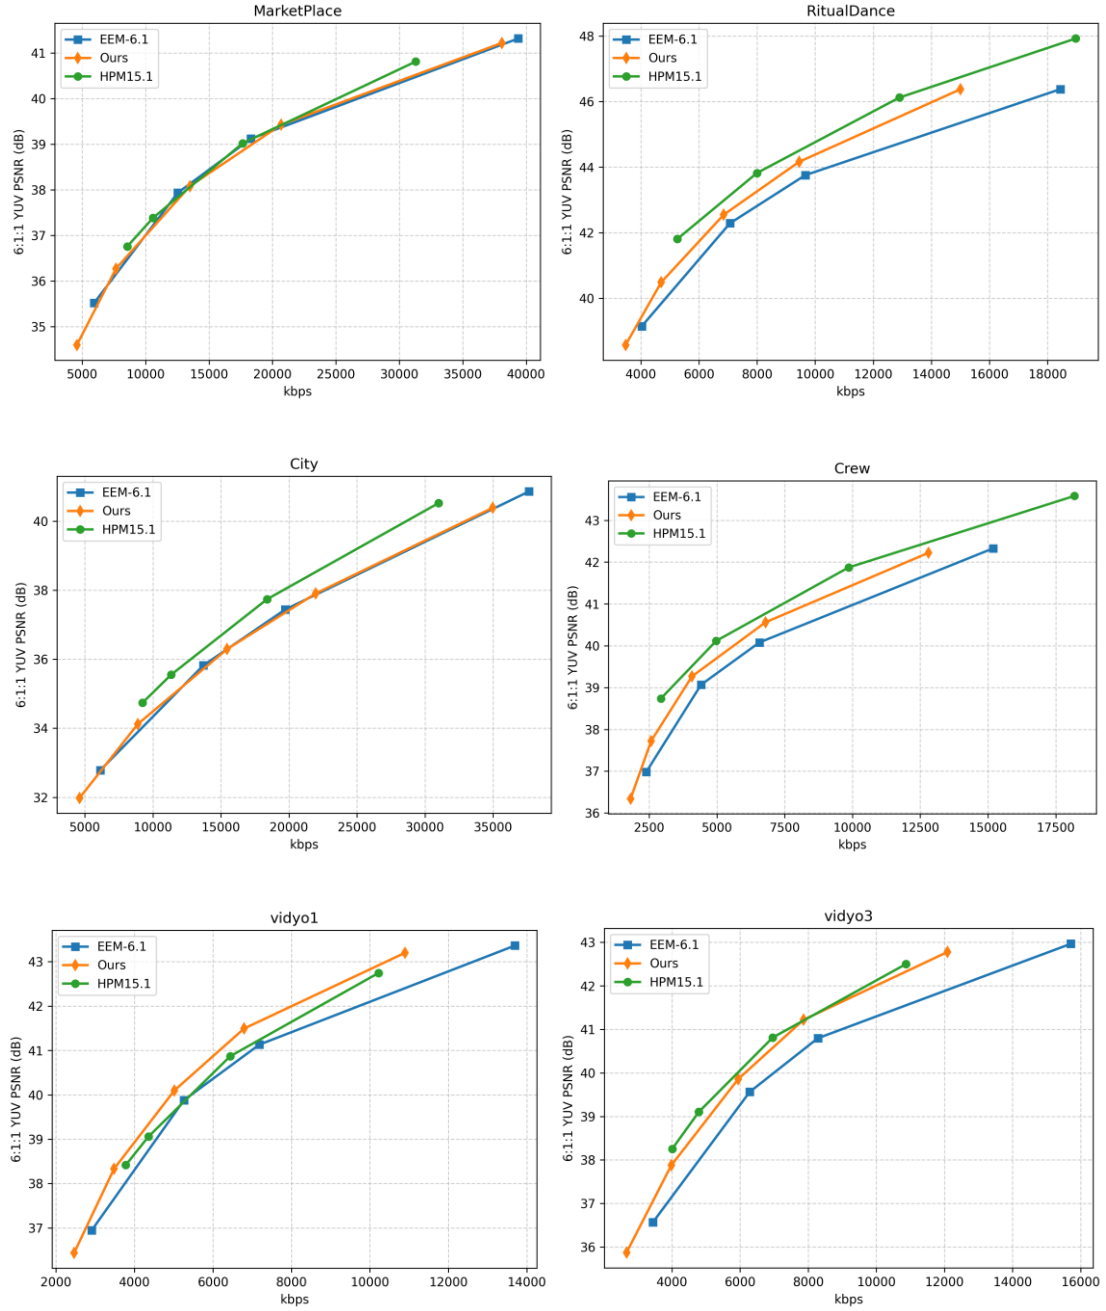 MarketPlace
EEM-6.1
Ours
HPM15.1
41
40
39
38
37
36
35
6:1:1 YUV PSNR (dB)
5000 10000 15000 20000 25000 30000 35000 40000
kbps
RitualDance
EEM-6.1
Ours
HPM15.1
48
46
44
42
40
6:1:1 YUV PSNR (dB)
4000 6000 8000 10000 12000 14000 16000 18000
kbps
City
EEM-6.1
Ours
HPM15.1
40
38
36
34
32
6:1:1 YUV PSNR (dB)
5000 10000 15000 20000 25000 30000 35000
kbps
Crew
EEM-6.1
Ours
HPM15.1
43
42
41
40
39
38
37
36
6:1:1 YUV PSNR (dB)
2500 5000 7500 10000 12500 15000 17500
kbps
vidyo1
EEM-6.1
Ours
HPM15.1
43
42
41
40
39
38
37
6:1:1 YUV PSNR (dB)
2000 4000 6000 8000 10000 12000 14000
kbps
vidyo3
EEM-6.1
Ours
HPM15.1
43
42
41
40
39
38
37
36
6:1:1 YUV PSNR (dB)
4000 6000 8000 10000 12000 14000 16000
kbps